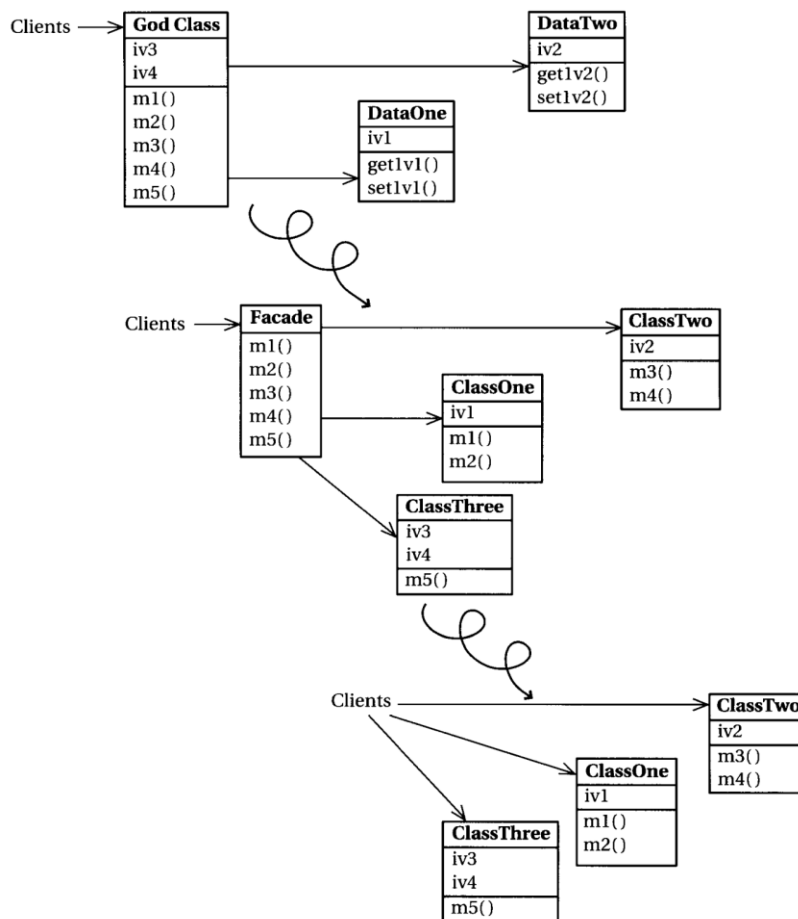 Clients
God Class
iv3
iv4
m1()
m2()
m3()
m4()
m5()
DataTwo
iv2
get1v2()
set1v2()
DataOne
iv1
get1v1()
set1v1()
Clients
Facade
m1()
m2()
m3()
m4()
m5()
ClassTwo
iv2
m3()
m4()
ClassOne
iv1
m1()
m2()
ClassThree
iv3
iv4
m5()
Clients
ClassTwo
iv2
m3()
m4()
ClassOne
iv1
m1()
m2()
ClassThree
iv3
iv4
m5()